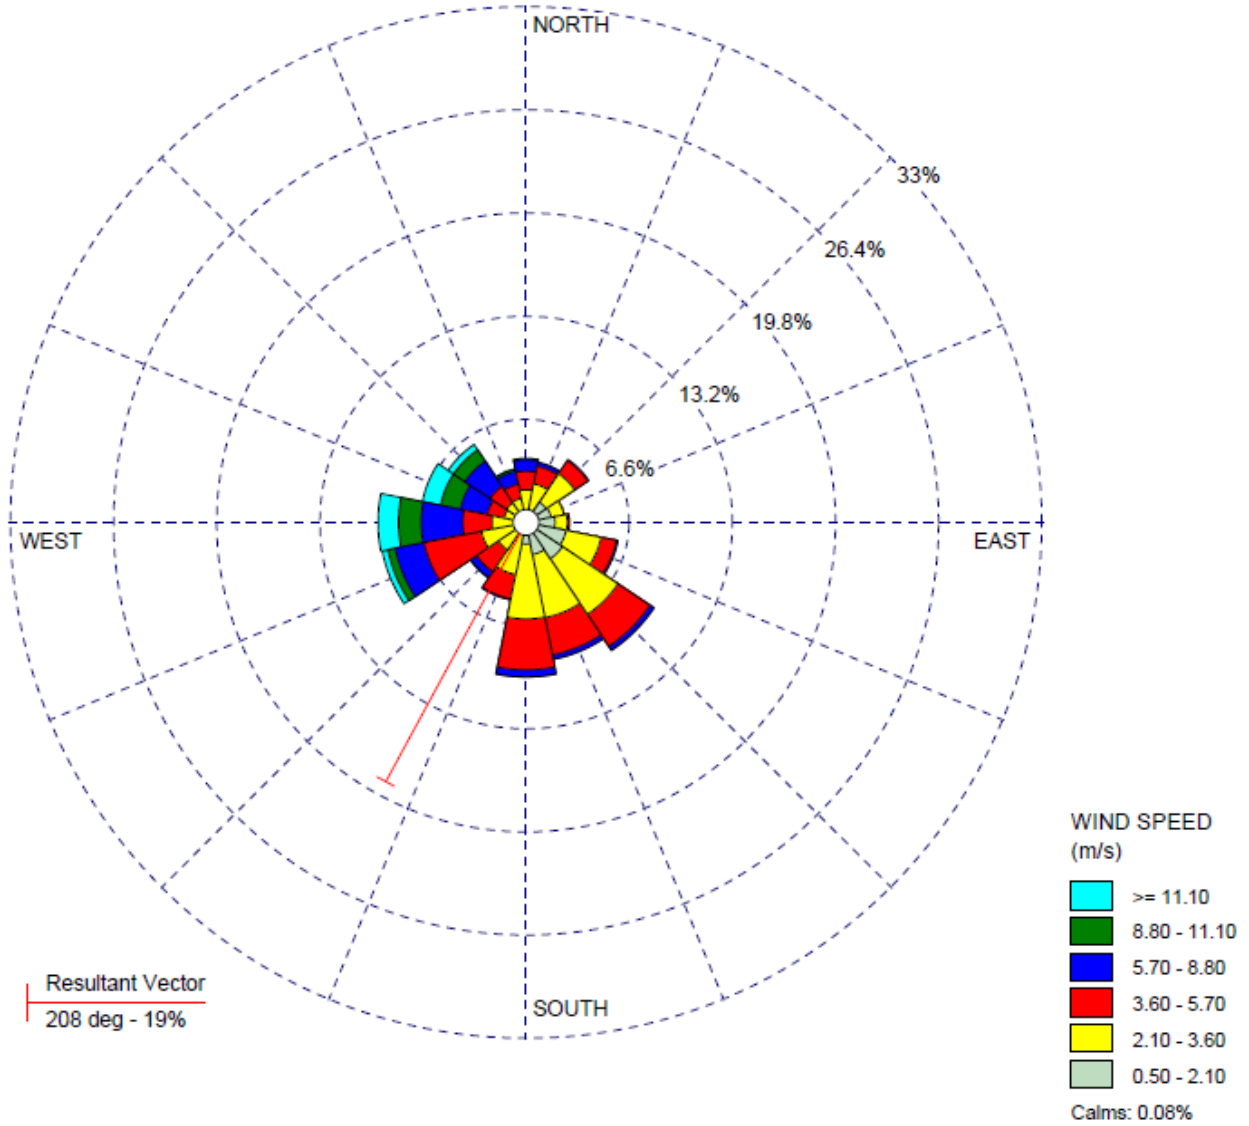 NORTH
33%
26.4%
19.8%
13.2%
6.6%
WEST
EAST
SOUTH
Resultant Vector
208 deg - 19%
WIND SPEED
(m/s)
>= 11.10
8.80 - 11.10
5.70 - 8.80
3.60 - 5.70
2.10 - 3.60
0.50 - 2.10
Calms: 0.08%